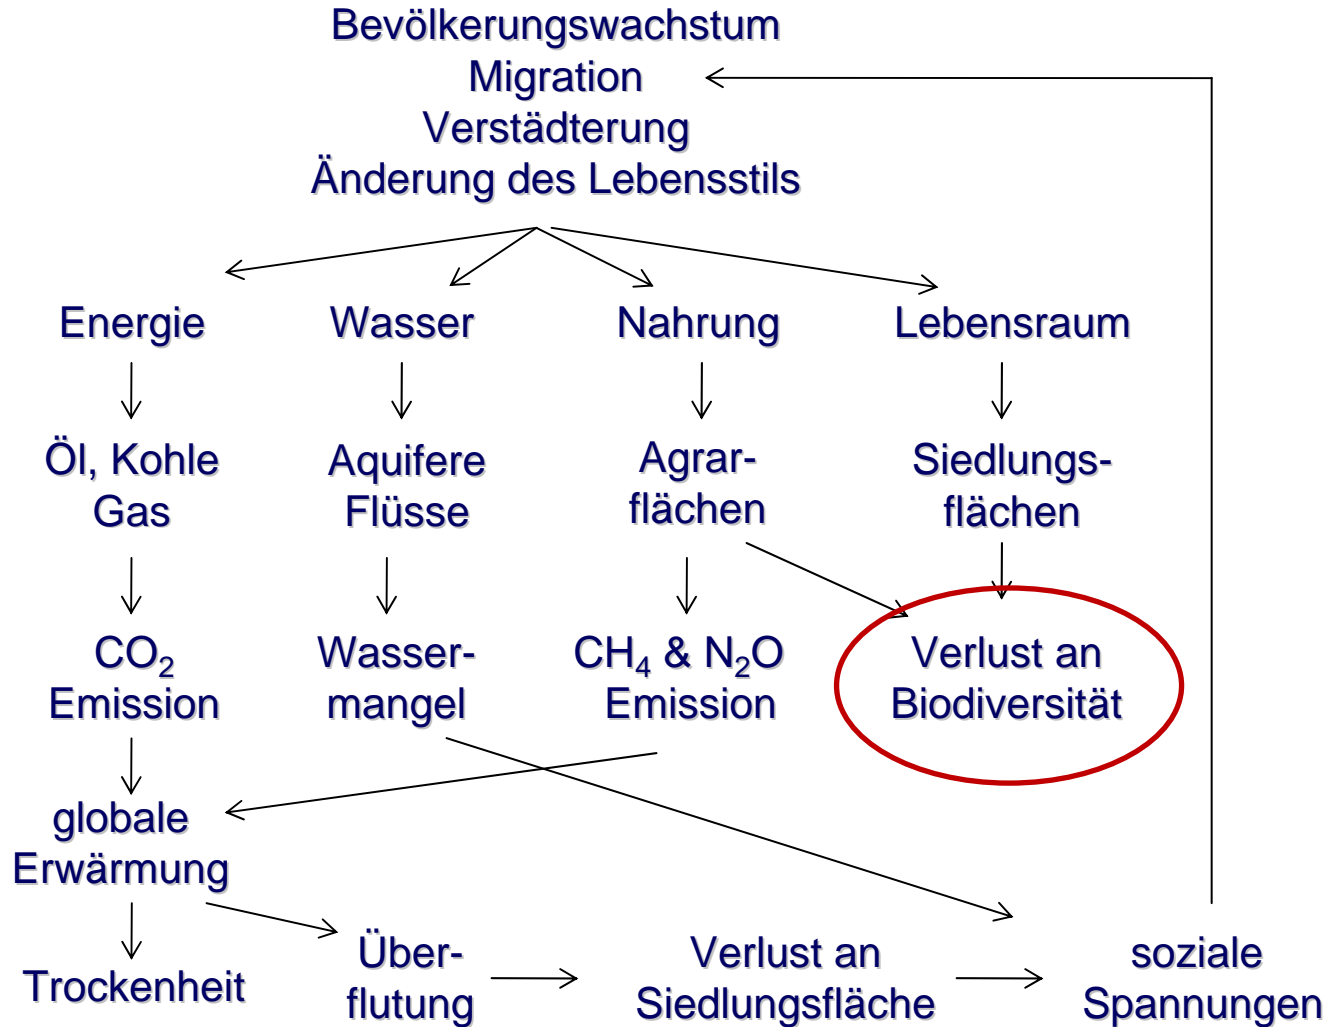 Bevölkerungswachstum
Migration
Verstädterung
Änderung des Lebensstils
Energie
Wasser
Nahrung
Lebensraum
Öl, Kohle
Gas
Aquifere
Flüsse
Agrar-
flächen
Siedlungs-
flächen
CO₂
Emission
Wasser-
mangel
CH₄ & N₂O
Emission
Verlust an
Biodiversität
globale
Erwärmung
Trockenheit
Über-
flutung
Verlust an
Siedlungsfläche
soziale
Spannungen